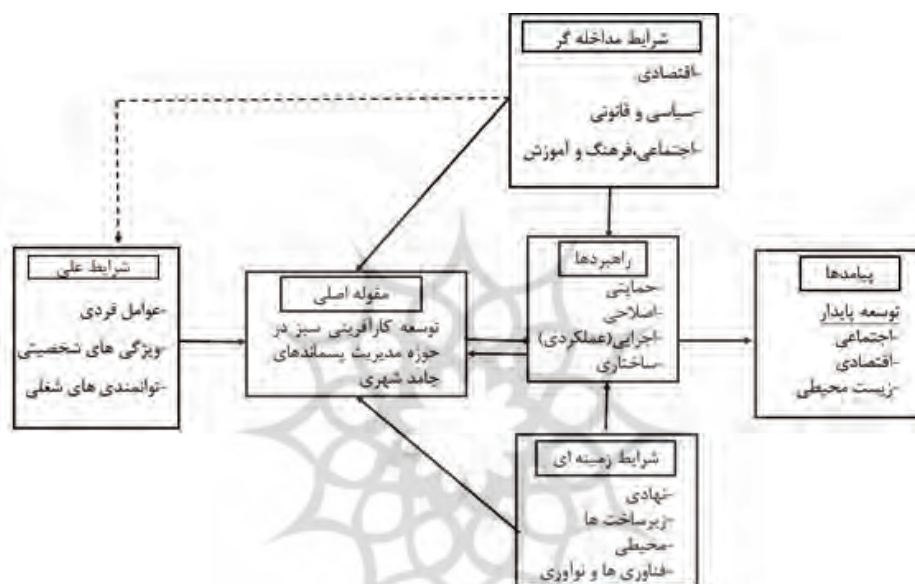 شرایط مداخله گر
-اقتصادی
-سیاسی و قانونی
-اجتماعی،فرهنگ و آموزش
شرایط علی
-عوامل فردی
-ویژگی های شخصیتی
-توانمندی های شغلی
مقوله اصلی
توسعه کارآفرینی سبز در
حوزه مدیریت پسماندهای
جامد شهری
راهبردها
-حمایتی
-اصلاحی
-اجرایی(عملکردی)
-ساختاری
پیامدها
توسعه پایدار
اجتماعی-
اقتصادی-
زیست محیطی-
شرایط زمینه ای
-نهادی
-زیرساخت ها
-محیطی
-فناوری ها و نوآوری